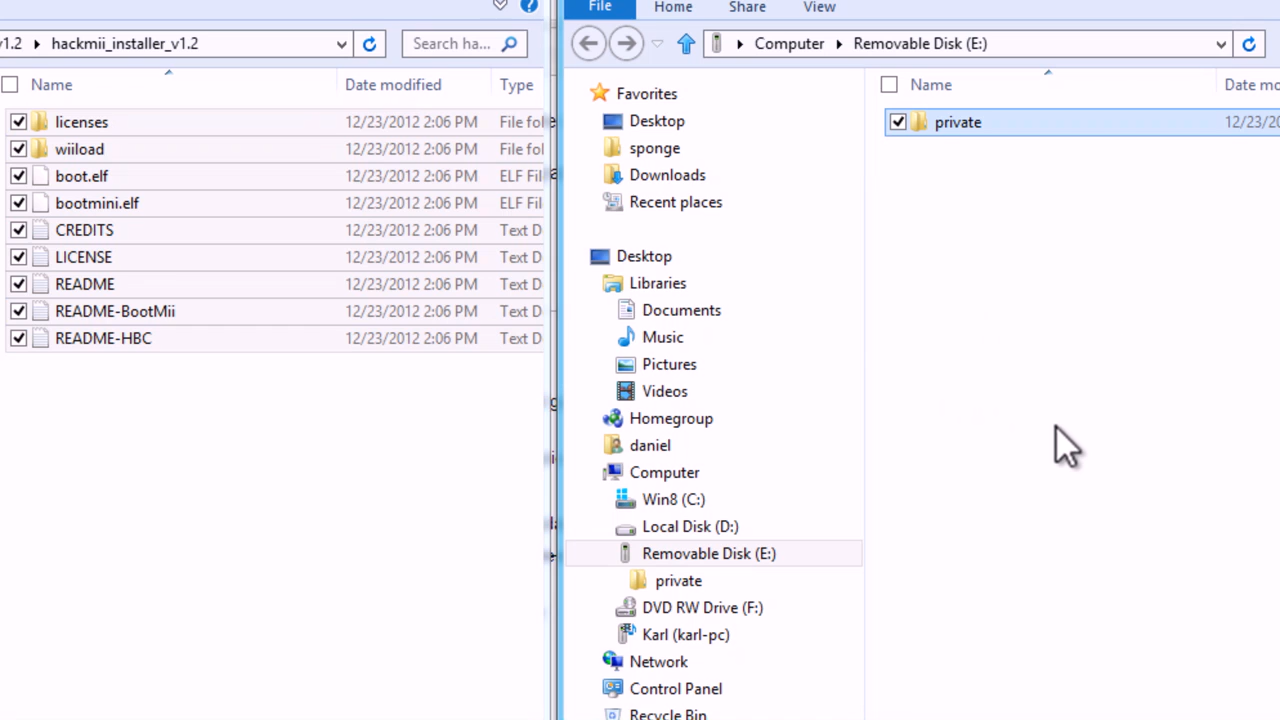 v1.2 hackmii_installer_v1.2 Search ha...
Name Date modified Type
licenses 12/23/2012 2:06 PM File fol
wiiload 12/23/2012 2:06 PM File fol
boot.elf 12/23/2012 2:06 PM ELF Fil
bootmini.elf 12/23/2012 2:06 PM ELF Fil
CREDITS 12/23/2012 2:06 PM Text D
LICENSE 12/23/2012 2:06 PM Text D
README 12/23/2012 2:06 PM Text D
README-BootMii 12/23/2012 2:06 PM Text D
README-HBC 12/23/2012 2:06 PM Text D
File Home Share View
Computer Removable Disk (E:)
Favorites
Desktop
sponge
Downloads
Recent places
Desktop
Libraries
Documents
Music
Pictures
Videos
Homegroup
daniel
Computer
Win8 (C:)
Local Disk (D:)
Removable Disk (E:)
private
DVD RW Drive (F:)
Karl (karl-pc)
Network
Control Panel
Recycle Bin
Name Date mo
private 12/23/20